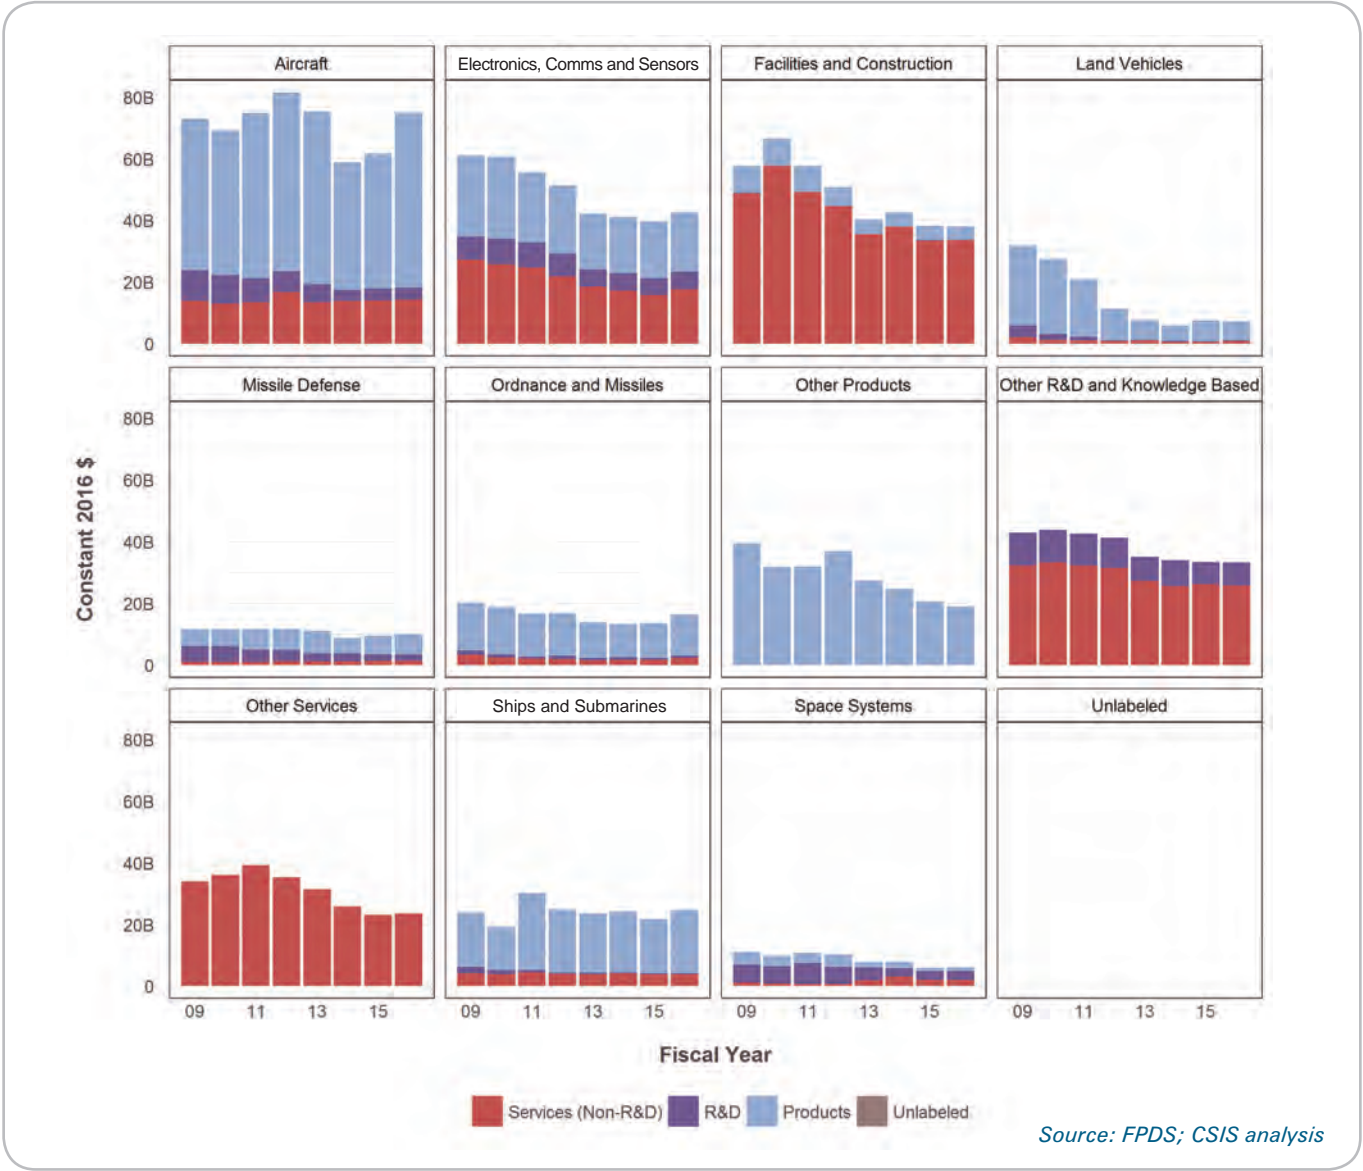 Aircraft
Electronics, Comms and Sensors
Facilities and Construction
Land Vehicles
80B
60B
40B
20B
0
Missile Defense
Ordnance and Missiles
Other Products
Other R&D and Knowledge Based
80B
60B
40B
20B
0
Constant 2016 $
Other Services
Ships and Submarines
Space Systems
Unlabeled
80B
60B
40B
20B
0
09 11 13 15
09 11 13 15
09 11 13 15
09 11 13 15
Fiscal Year
Services (Non-R&D) R&D Products Unlabeled
Source: FPDS; CSIS analysis